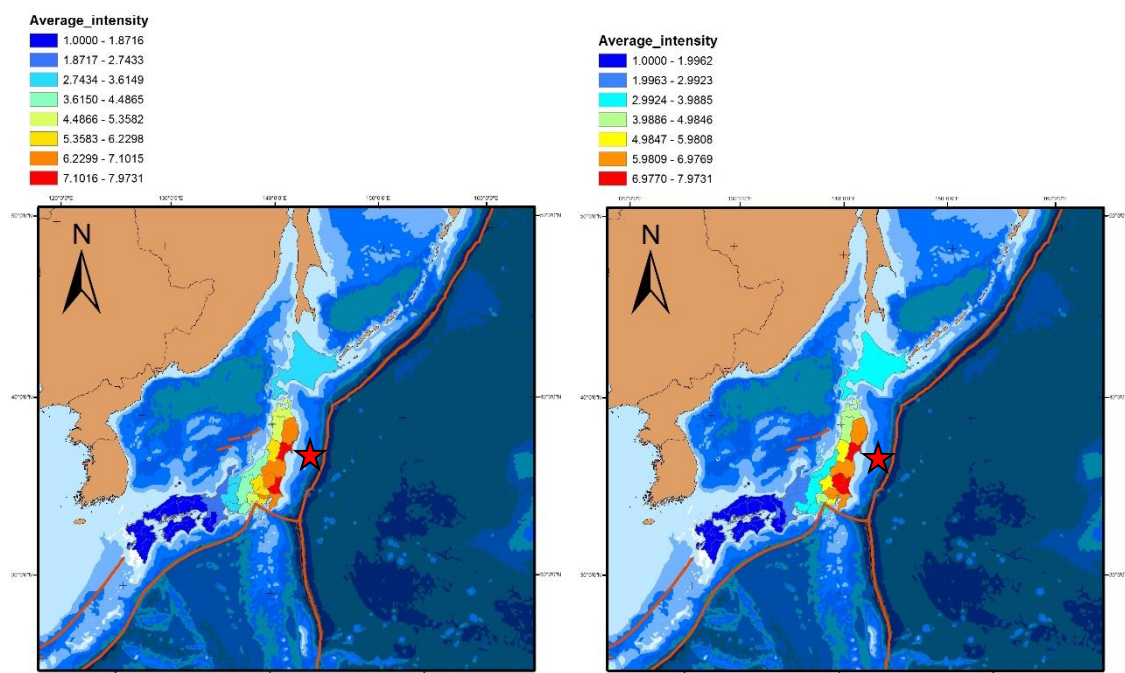 Average_intensity
1.0000 - 1.8716
1.8717 - 2.7433
2.7434 - 3.6149
3.6150 - 4.4865
4.4866 - 5.3582
5.3583 - 6.2298
6.2299 - 7.1015
7.1016 - 7.9731
N
Average_intensity
1.0000 - 1.9962
1.9963 - 2.9923
2.9924 - 3.9885
3.9886 - 4.9846
4.9847 - 5.9808
5.9809 - 6.9769
6.9770 - 7.9731
N